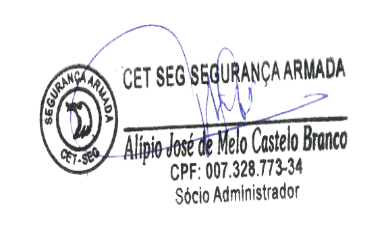 SEGURANÇA ARMADA
CET-SEG
CET SEG SEGURANÇA ARMADA
Alípio José de Melo Castelo Branco
CPF: 007.328.773-34
Sócio Administrador